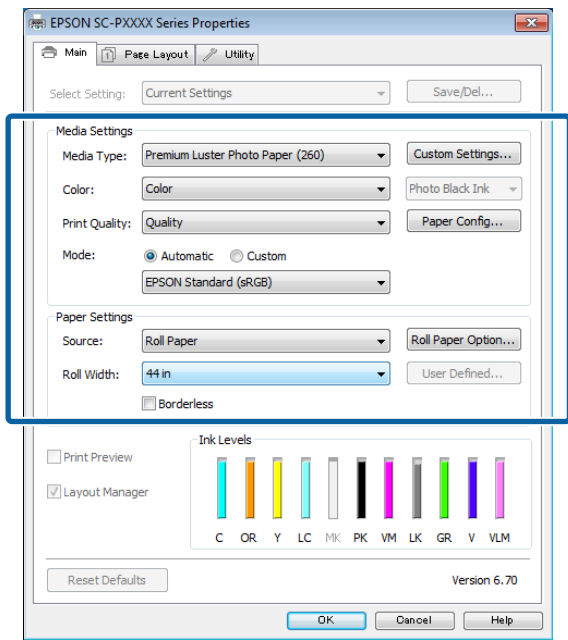 EPSON SC-PXXXX Series Properties
Main Page Layout Utility
Select Setting: Current Settings Save/Del...
Media Settings
Media Type: Premium Luster Photo Paper (260) Custom Settings...
Color: Color Photo Black Ink
Print Quality: Quality Paper Config...
Mode: Automatic Custom
EPSON Standard (sRGB)
Paper Settings
Source: Roll Paper Roll Paper Option...
Roll Width: 44 in User Defined...
Borderless
Ink Levels
Print Preview
Layout Manager
C OR Y LC MK PK VM LK GR V VLM
Reset Defaults Version 6.70
OK Cancel Help